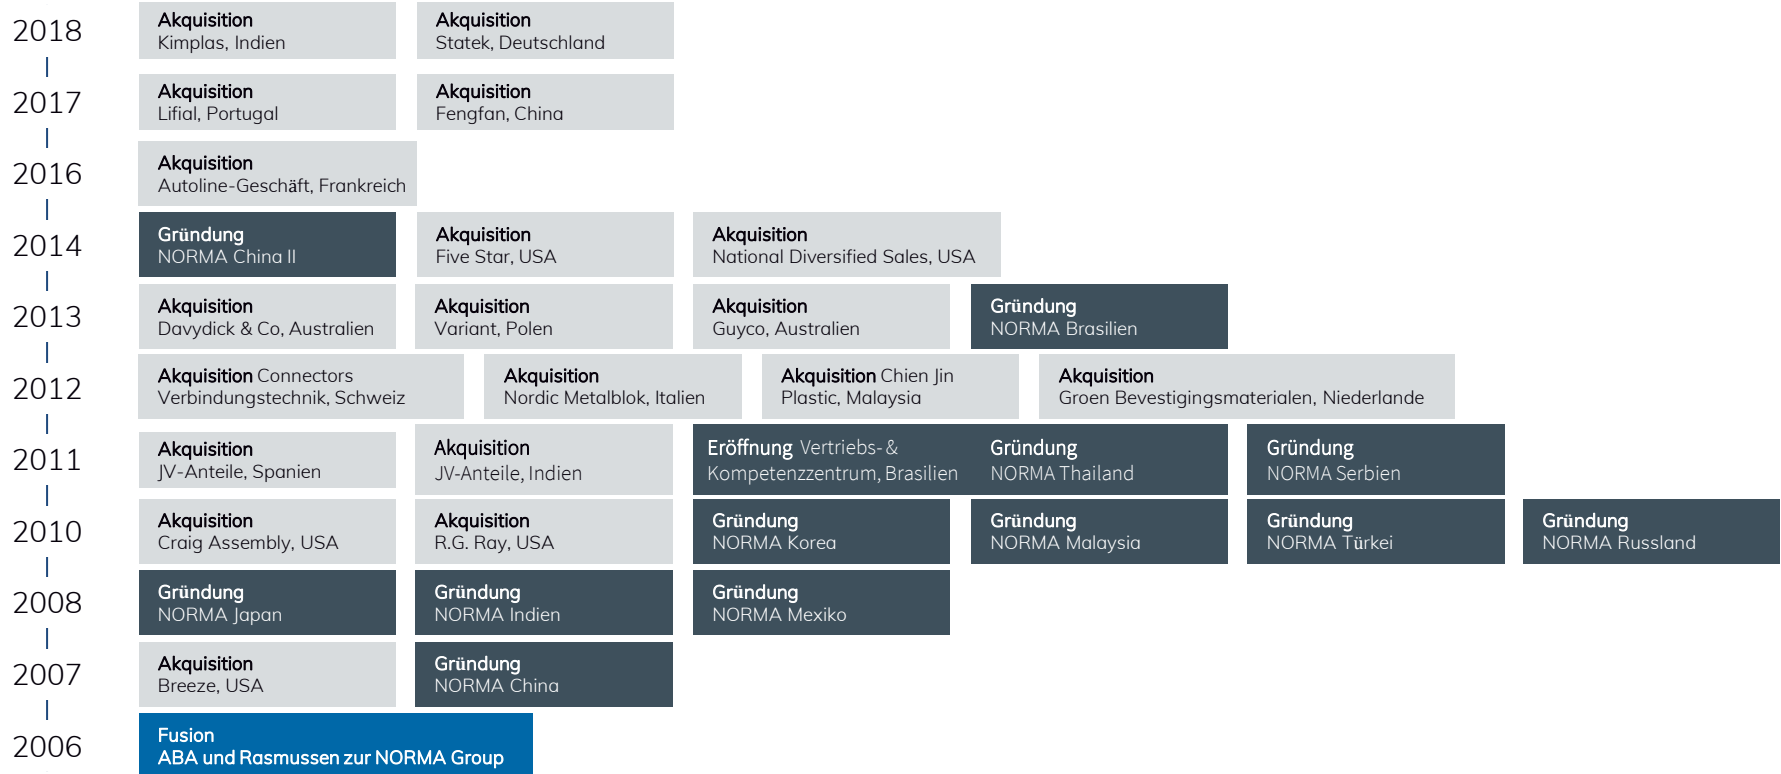 2018
Akquisition
Kimplas, Indien
Akquisition
Statek, Deutschland
2017
Akquisition
Lifial, Portugal
Akquisition
Fengfan, China
2016
Akquisition
Autoline-Geschäft, Frankreich
2014
Gründung
NORMA China II
Akquisition
Five Star, USA
Akquisition
National Diversified Sales, USA
2013
Akquisition
Davydick & Co, Australien
Akquisition
Variant, Polen
Akquisition
Guyco, Australien
Gründung
NORMA Brasilien
2012
Akquisition Connectors
Verbindungstechnik, Schweiz
Akquisition
Nordic Metalblok, Italien
Akquisition Chien Jin
Plastic, Malaysia
Akquisition
Groen Bevestigingsmaterialen, Niederlande
2011
Akquisition
JV-Anteile, Spanien
Akquisition
JV-Anteile, Indien
Eröffnung Vertriebs- &
Kompetenzzentrum, Brasilien
Gründung
NORMA Thailand
Gründung
NORMA Serbien
2010
Akquisition
Craig Assembly, USA
Akquisition
R.G. Ray, USA
Gründung
NORMA Korea
Gründung
NORMA Malaysia
Gründung
NORMA Türkei
Gründung
NORMA Russland
2008
Gründung
NORMA Japan
Gründung
NORMA Indien
Gründung
NORMA Mexiko
2007
Akquisition
Breeze, USA
Gründung
NORMA China
2006
Fusion
ABA und Rasmussen zur NORMA Group